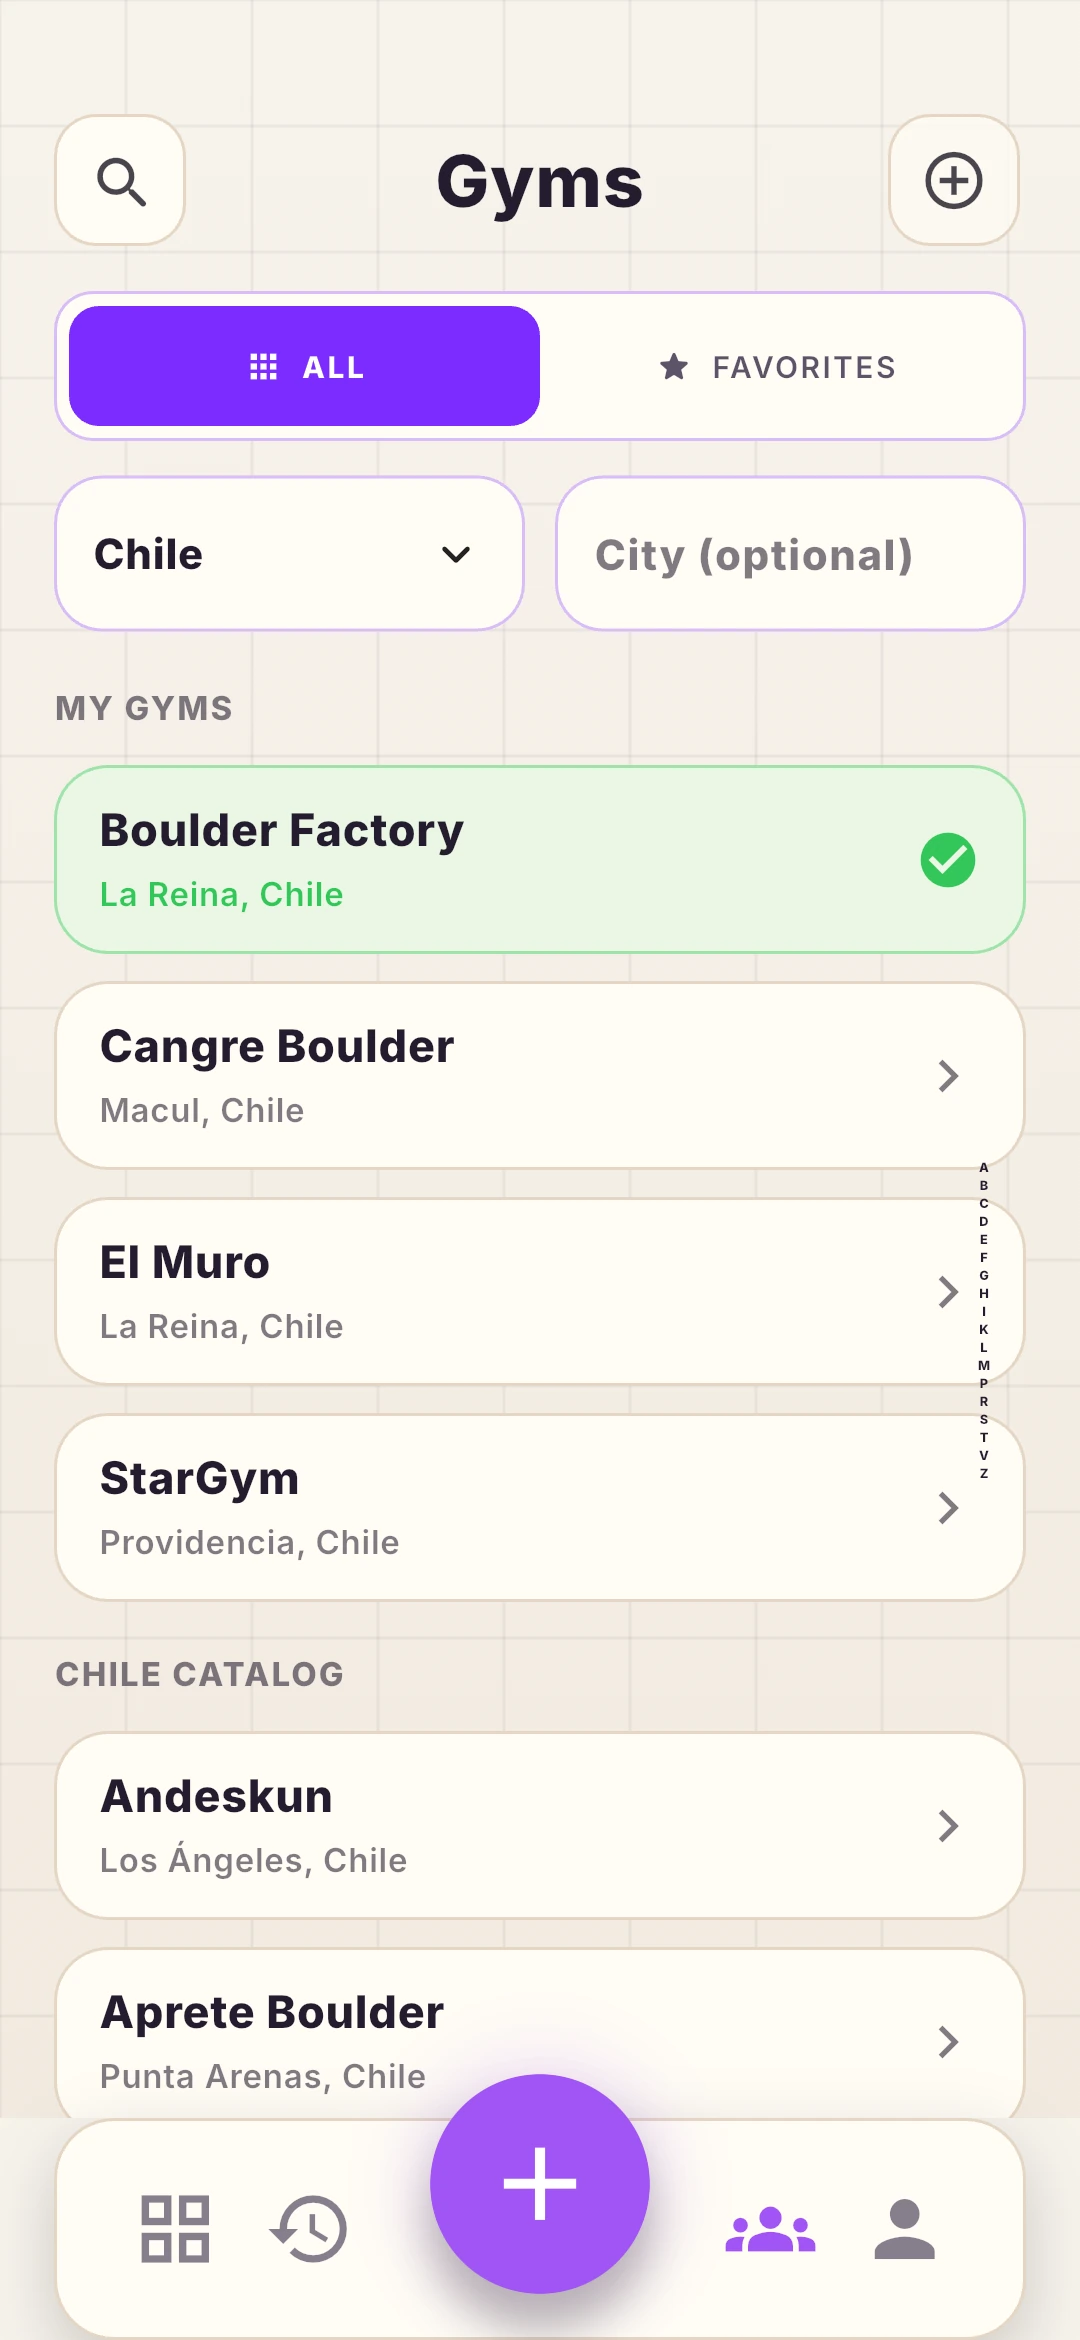 Gyms
ALL
FAVORITES
Chile
City (optional)
MY GYMS
Boulder Factory
La Reina, Chile
Cangre Boulder
Macul, Chile
El Muro
La Reina, Chile
StarGym
Providencia, Chile
A
B
C
D
E
F
G
H
I
K
L
M
P
R
S
T
V
Z
CHILE CATALOG
Andeskun
Los Ángeles, Chile
Aprete Boulder
Punta Arenas, Chile